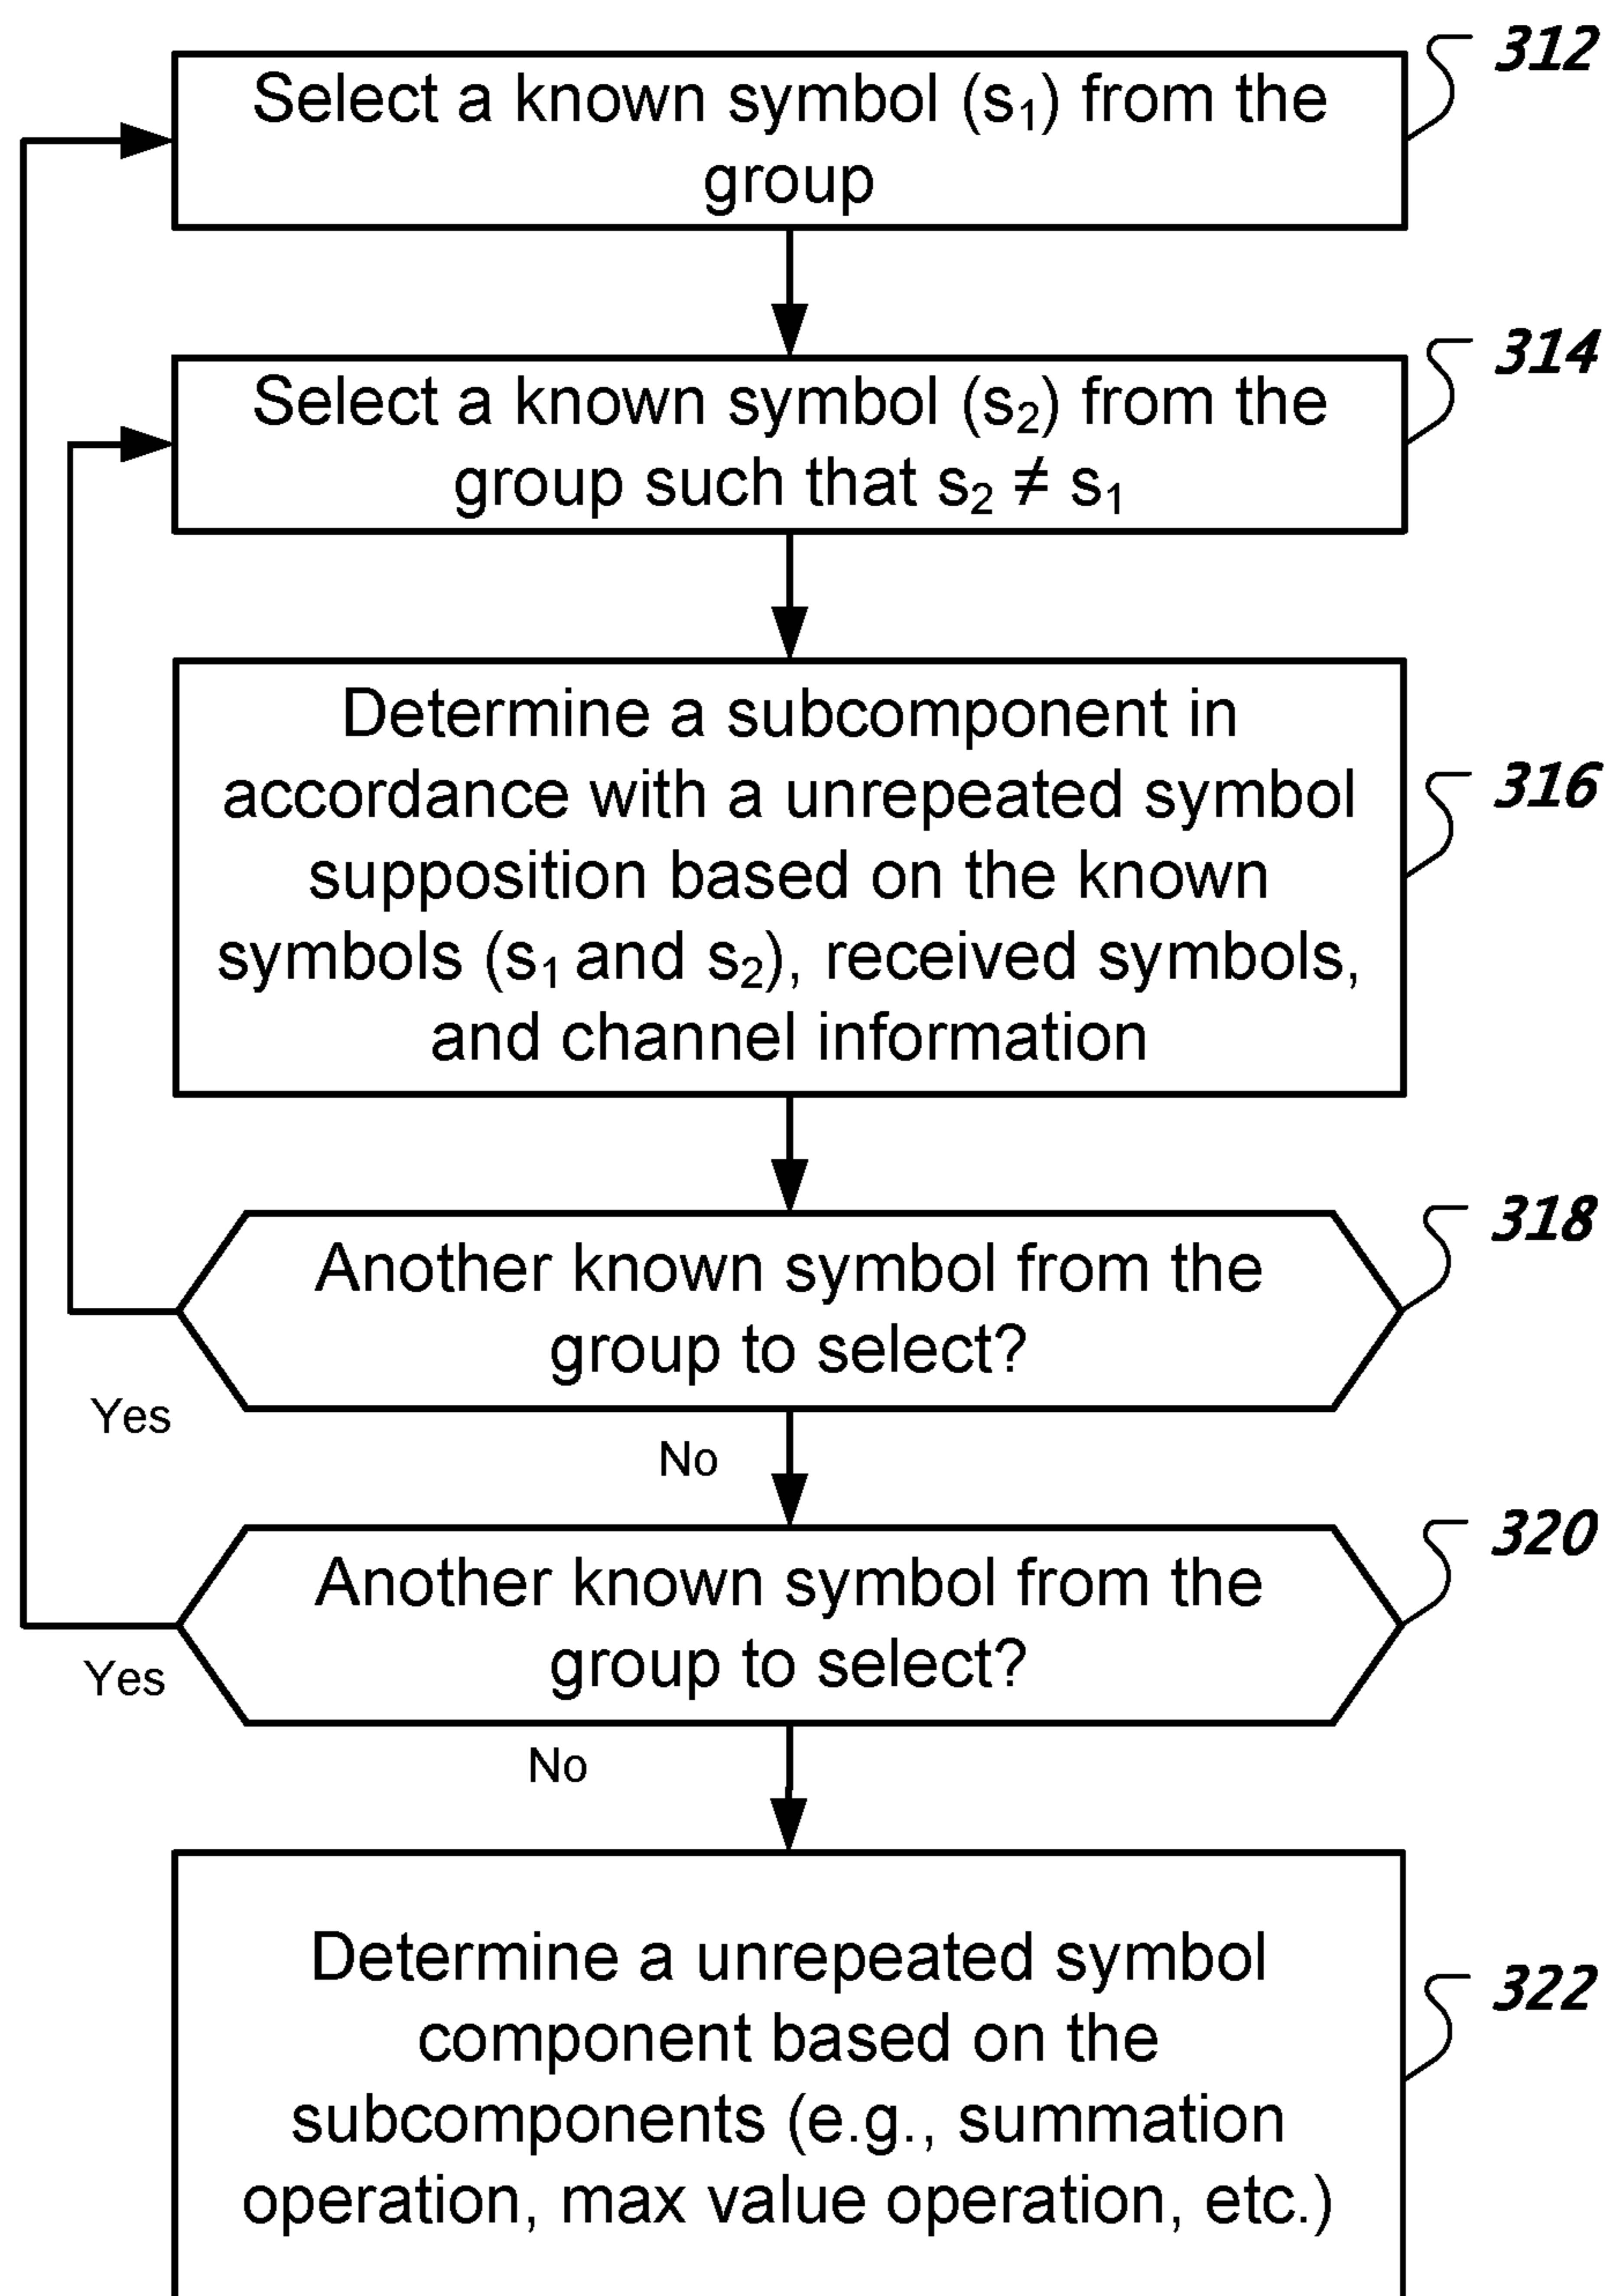 312
Select a known symbol (s₁) from the
group
314
Select a known symbol (s₂) from the
group such that s₂ ≠ s₁
316
Determine a subcomponent in
accordance with a unrepeated symbol
supposition based on the known
symbols (s₁ and s₂), received symbols,
and channel information
318
Another known symbol from the
group to select?
Yes
No
320
Another known symbol from the
group to select?
Yes
No
322
Determine a unrepeated symbol
component based on the
subcomponents (e.g., summation
operation, max value operation, etc.)